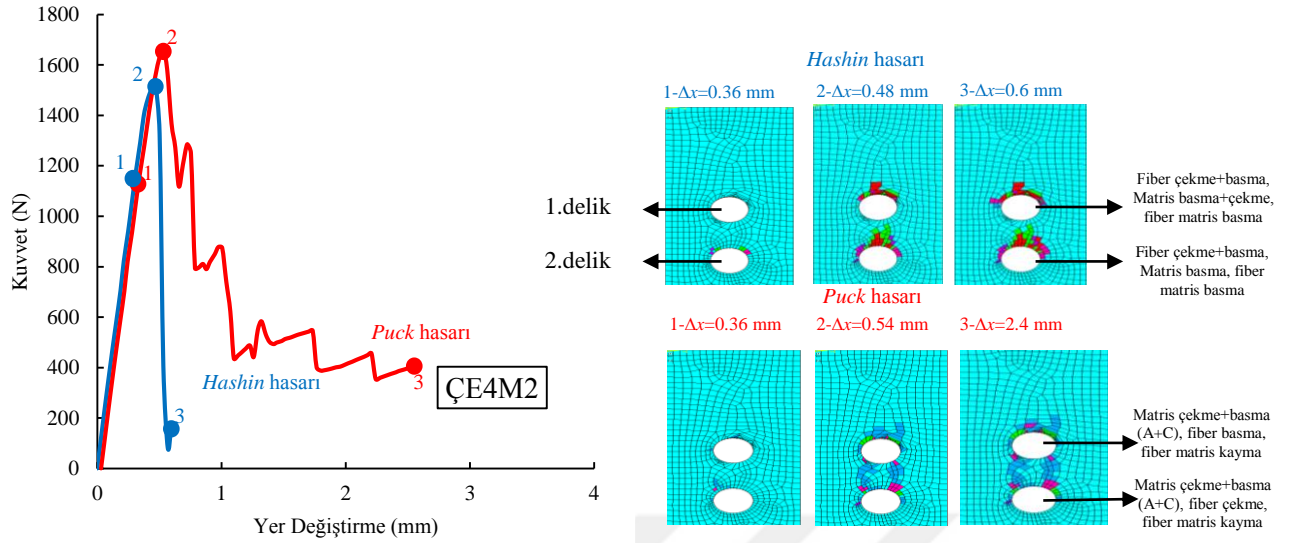 1800
1600
1400
1200
1000
800
600
400
200
0
Kuvvet (N)
0
1
2
3
4
Yer Değiştirme (mm)
1
2
3
1
2
3
Hashin hasarı
Puck hasarı
ÇE4M2
Hashin hasarı
1-Δx=0.36 mm
2-Δx=0.48 mm
3-Δx=0.6 mm
1.delik
2.delik
Fiber çekme+basma,
Matris basma+çekme,
fiber matris basma
Fiber çekme+basma,
Matris basma, fiber
matris basma
Puck hasarı
1-Δx=0.36 mm
2-Δx=0.54 mm
3-Δx=2.4 mm
Matris çekme+basma
(A+C), fiber basma,
fiber matris kayma
Matris çekme+basma
(A+C), fiber çekme,
fiber matris kayma